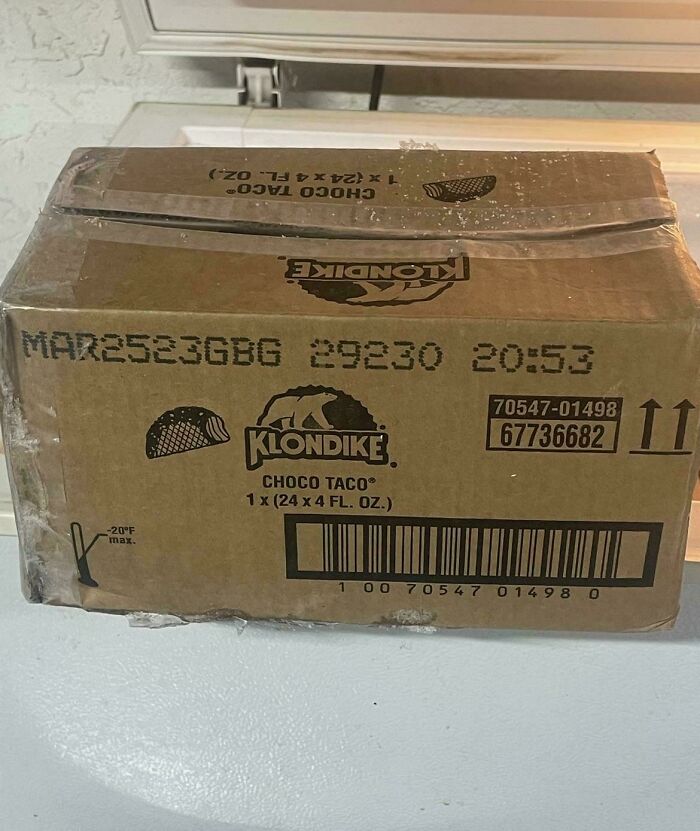 CHOCO TACO®
1 x (24 x 4 FL. OZ.)
KLONDIKE
MAR2523GBG 29230 20:53
70547-01498
67736682
KLONDIKE®
CHOCO TACO®
1 x (24 x 4 FL. OZ.)
-20°F
max.
1 00 70547 01498 0